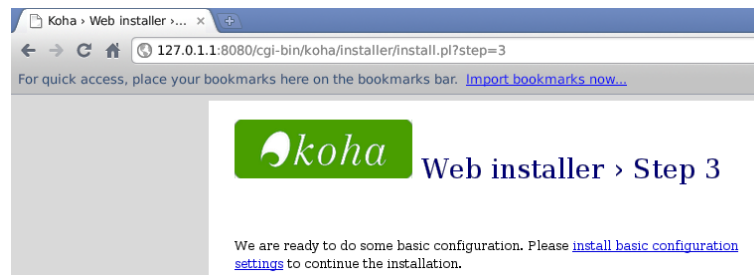 Koha › Web installer ›... ×
127.0.1.1:8080/cgi-bin/koha/installer/install.pl?step=3
For quick access, place your bookmarks here on the bookmarks bar. Import bookmarks now...
koha Web installer › Step 3
We are ready to do some basic configuration. Please install basic configuration
settings to continue the installation.